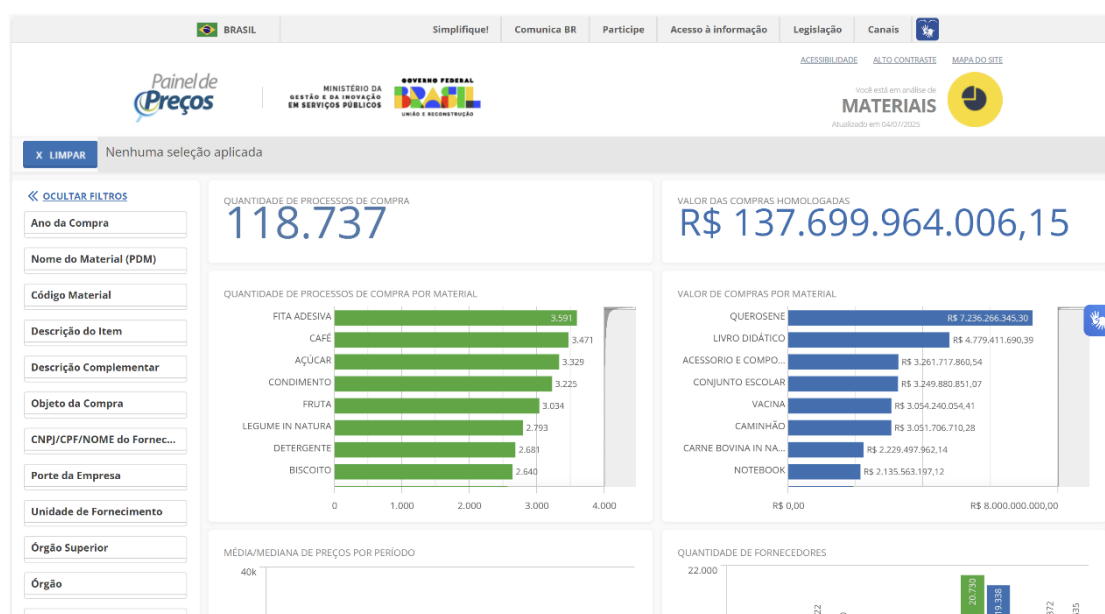 BRASIL
Simplifique!
Comunica BR
Participe
Acesso à informação
Legislação
Canais
ACESSIBILIDADE
ALTO CONTRASTE
MAPA DO SITE
Painel de
Preços
MINISTÉRIO DA
GESTÃO E DA INOVAÇÃO
EM SERVIÇOS PÚBLICOS
GOVERNO FEDERAL
BRASIL
UNIÃO E RECONSTRUÇÃO
Você está em análise de
MATERIAIS
Atualizado em 04/07/2025
X LIMPAR
Nenhuma seleção aplicada
OCULTAR FILTROS
Ano da Compra
Nome do Material (PDM)
Código Material
Descrição do Item
Descrição Complementar
Objeto da Compra
CNPJ/CPF/NOME do Fornec...
Porte da Empresa
Unidade de Fornecimento
Órgão Superior
Órgão
QUANTIDADE DE PROCESSOS DE COMPRA
118.737
VALOR DAS COMPRAS HOMOLOGADAS
R$ 137.699.964.006,15
QUANTIDADE DE PROCESSOS DE COMPRA POR MATERIAL
FITA ADESIVA 3.591
CAFÉ 3.471
AÇÚCAR 3.329
CONDIMENTO 3.225
FRUTA 3.034
LEGUME IN NATURA 2.793
DETERGENTE 2.681
BISCOITO 2.640
0 1.000 2.000 3.000 4.000
VALOR DE COMPRAS POR MATERIAL
QUEROSENE R$ 7.236.266.345,30
LIVRO DIDÁTICO R$ 4.779.411.690,39
ACESSORIO E COMPO... R$ 3.261.717.860,54
CONJUNTO ESCOLAR R$ 3.249.880.851,07
VACINA R$ 3.054.240.054,41
CAMINHÃO R$ 3.051.706.710,28
CARNE BOVINA IN NA... R$ 2.229.497.962,14
NOTEBOOK R$ 2.135.563.197,12
R$ 0,00 R$ 8.000.000.000,00
MÉDIA/MEDIANA DE PREÇOS POR PERÍODO
40k
QUANTIDADE DE FORNECEDORES
22.000
20.730
19.338